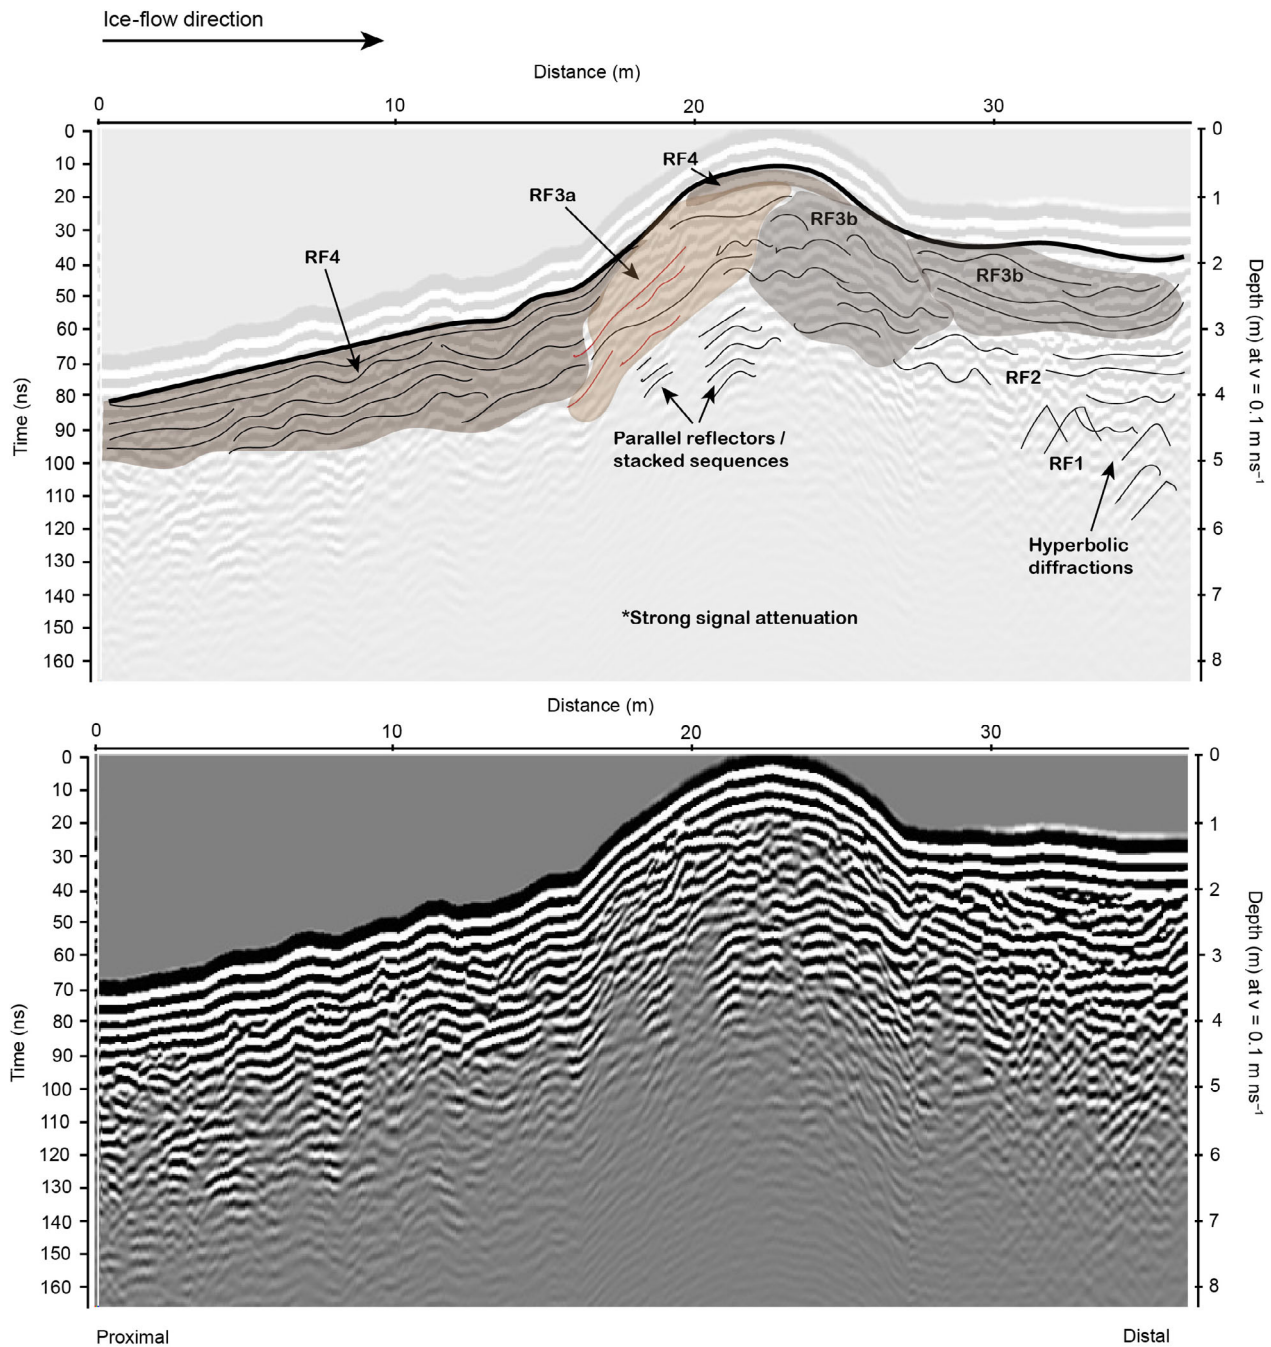 Ice-flow direction
Distance (m)
0 10 20 30
0
10
20
30
40
50
60
70
80
90
100
110
120
130
140
150
160
Time (ns)
0
1
2
3
4
5
6
7
8
Depth (m) at v = 0.1 m ns⁻¹
RF4
RF3a
RF4
RF3b
RF3b
RF2
RF1
Parallel reflectors /
stacked sequences
Hyperbolic
diffractions
*Strong signal attenuation
Distance (m)
0 10 20 30
0
10
20
30
40
50
60
70
80
90
100
110
120
130
140
150
160
Time (ns)
0
1
2
3
4
5
6
7
8
Depth (m) at v = 0.1 m ns⁻¹
Proximal
Distal